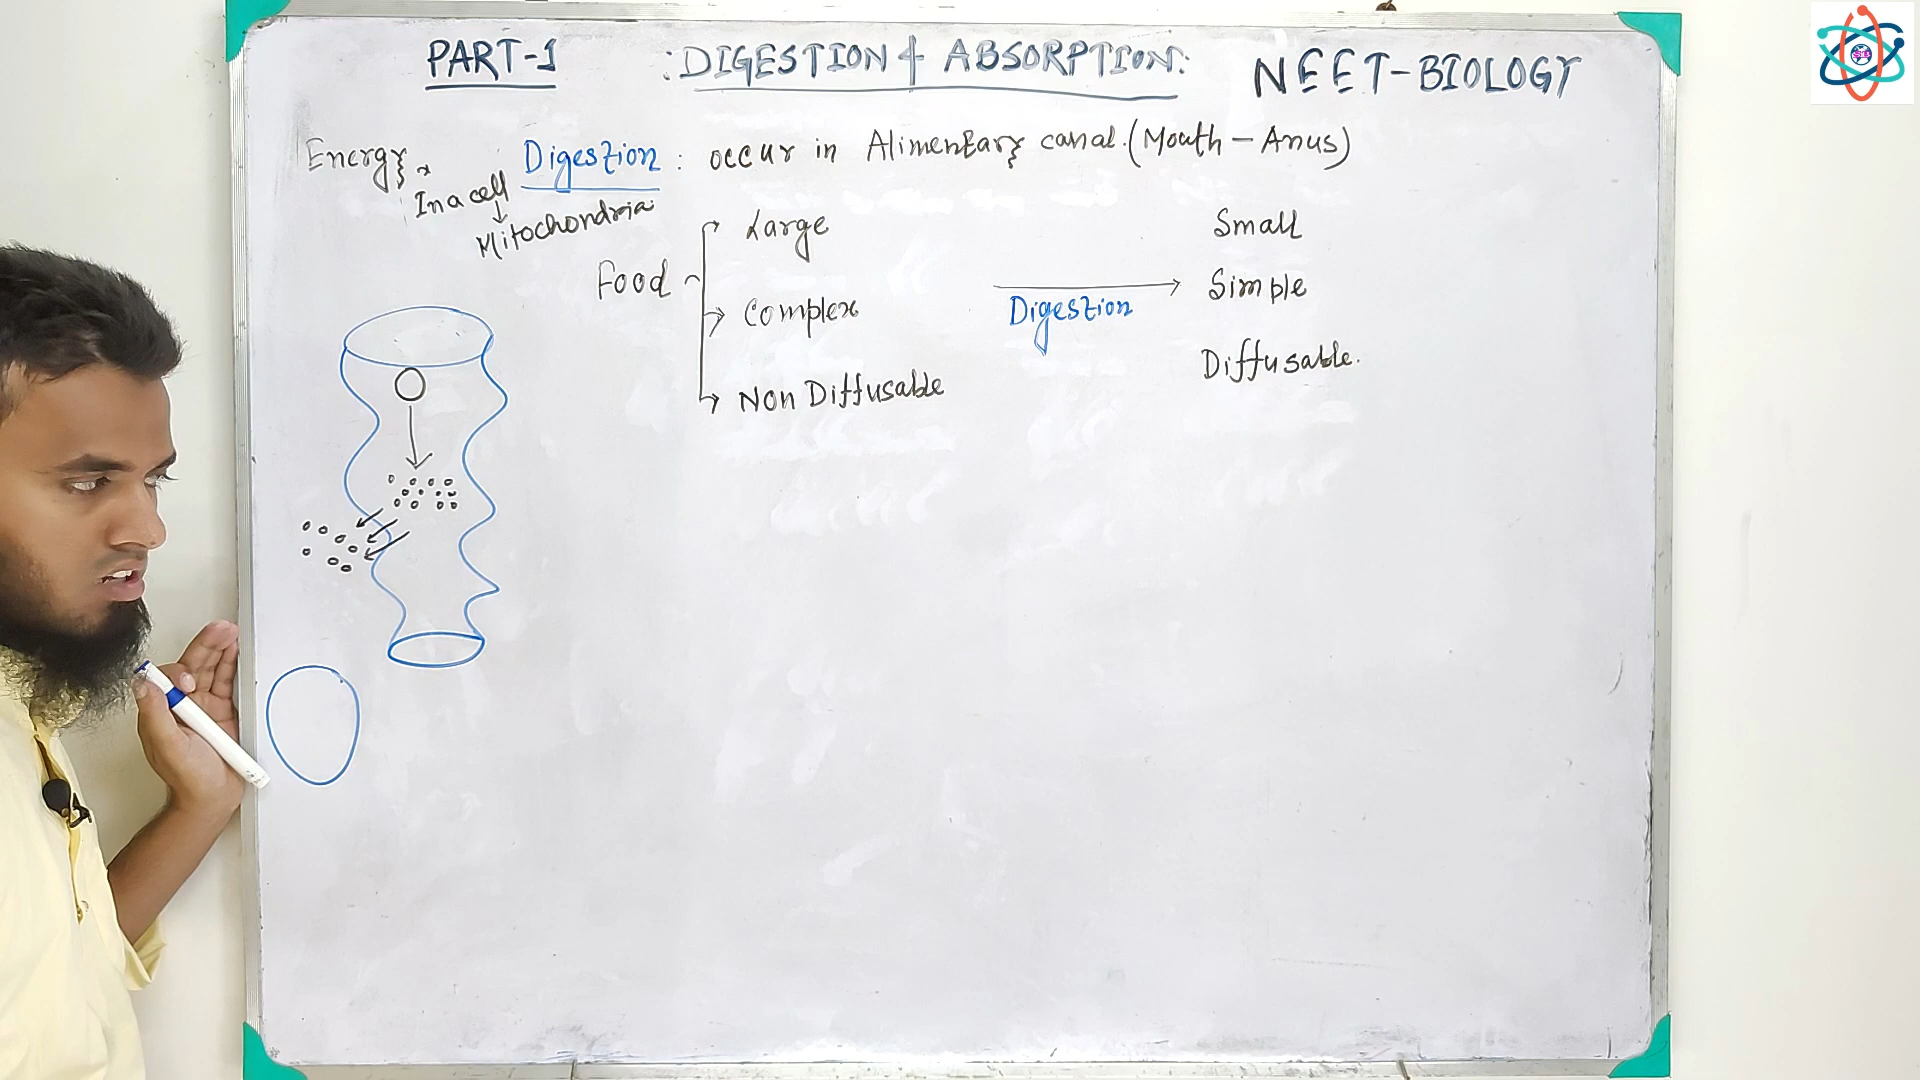 PART-1 :DIGESTION & ABSORPTION: NEET-BIOLOGY
Energy
In a cell
Mitochondria
Digestion : occur in Alimentary canal. (Mouth - Anus)
Food
Large
Complex
Non Diffusable
Digestion
Small
Simple
Diffusable.